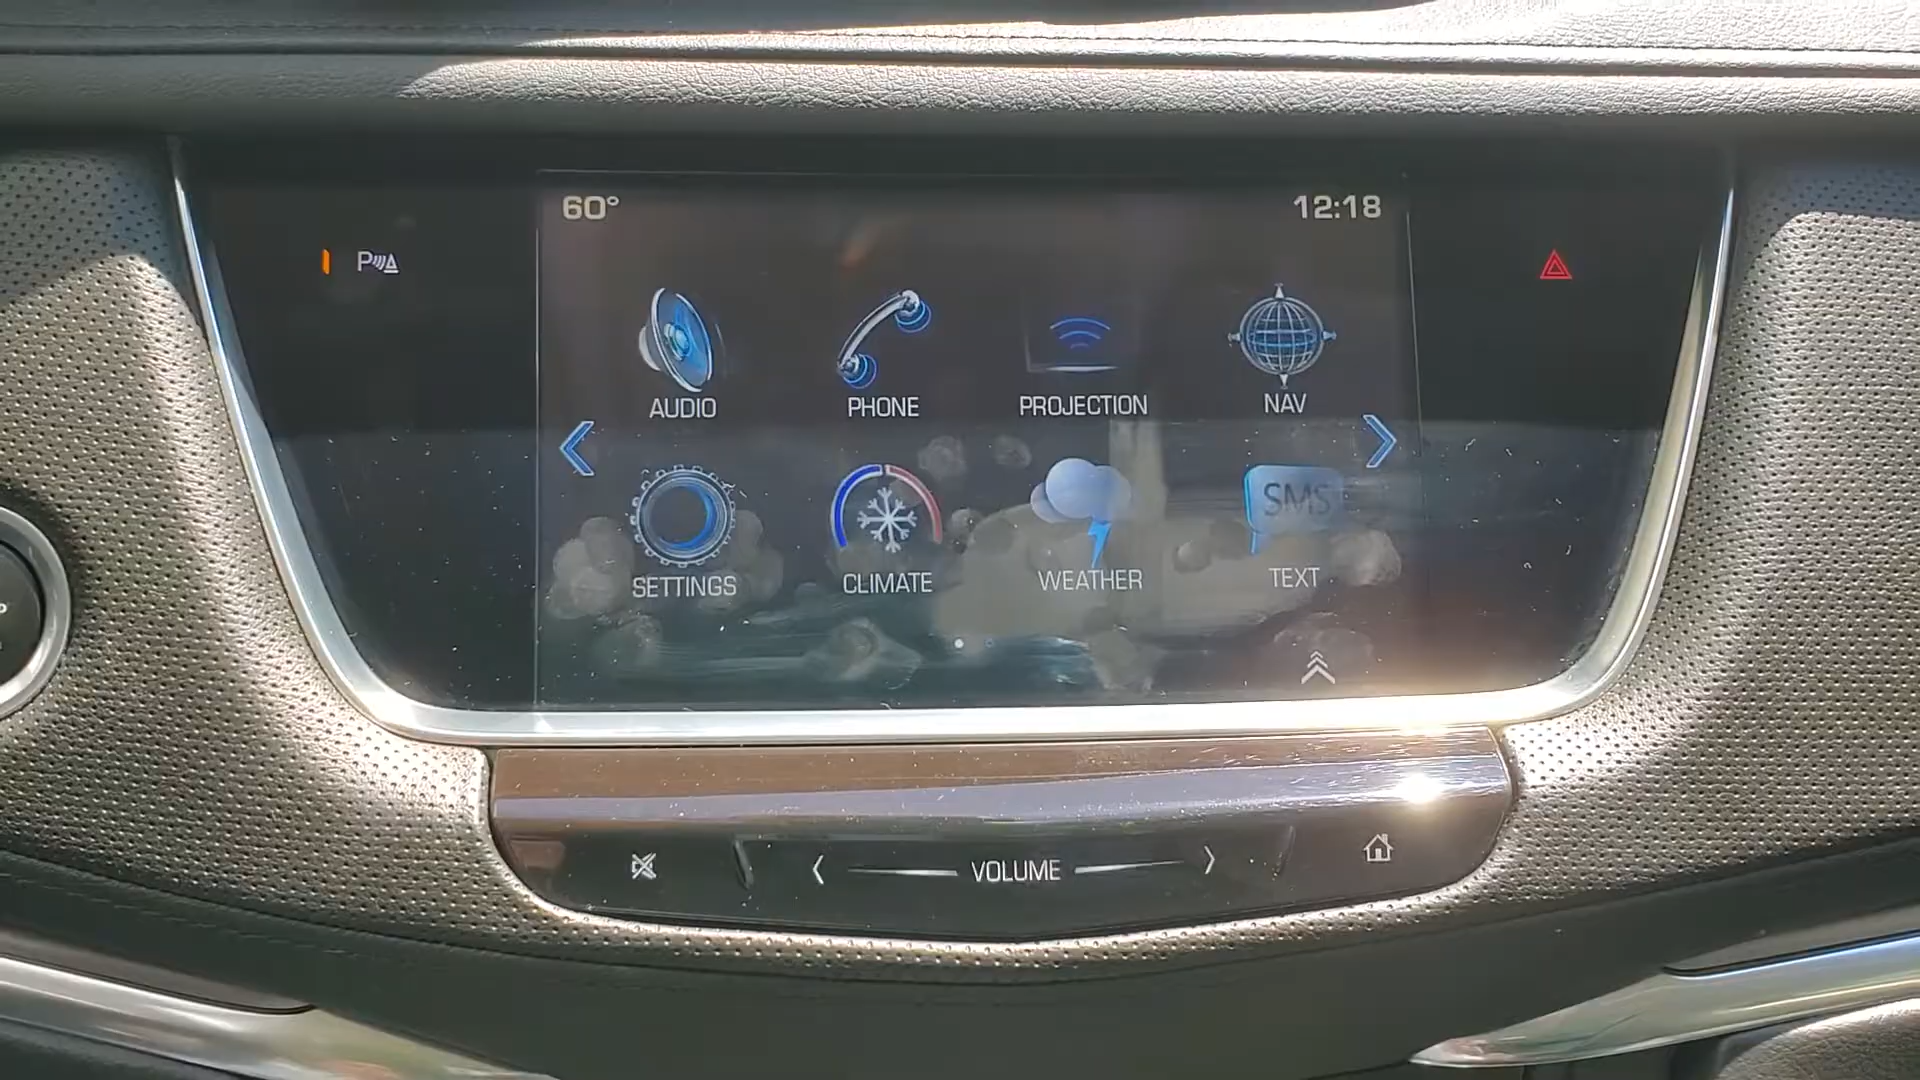 60° 12:18
P
AUDIO PHONE PROJECTION NAV
SMS
SETTINGS CLIMATE WEATHER TEXT
VOLUME